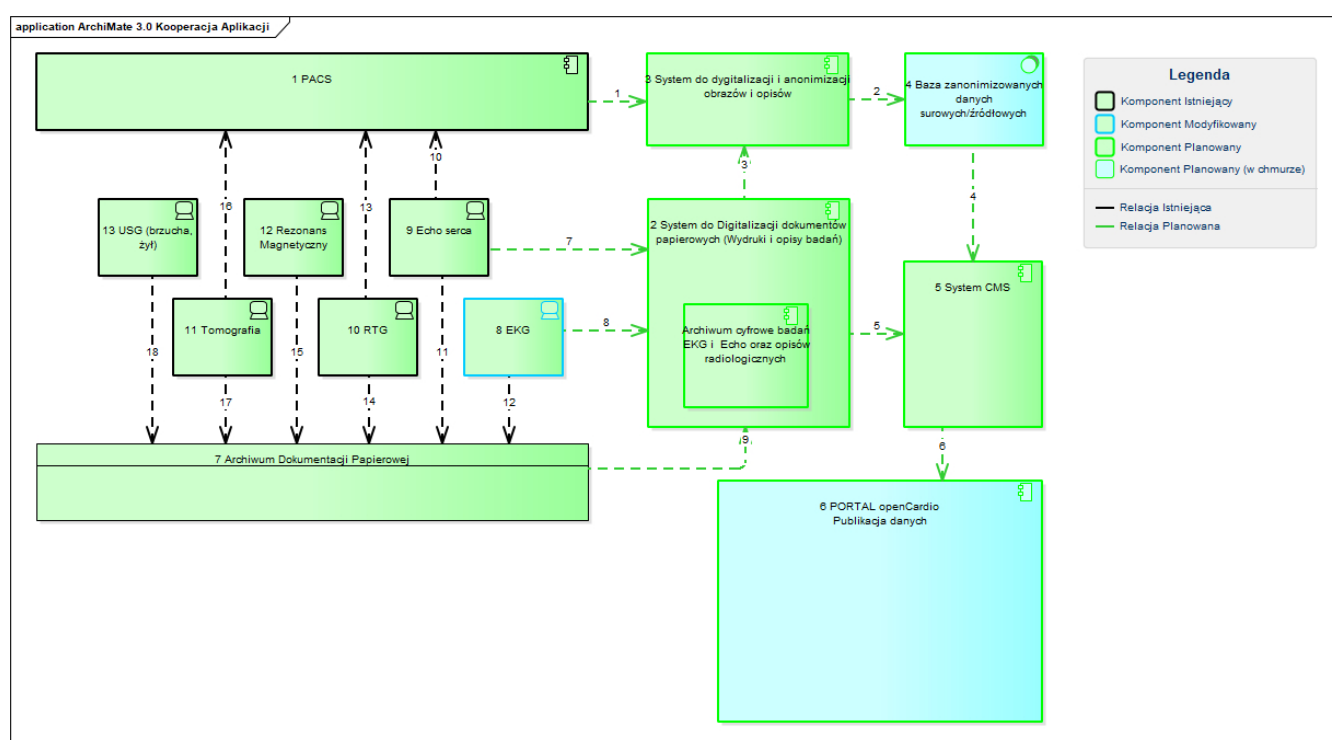 application ArchiMate 3.0 Kooperacja Aplikacji
1 PACS
3 System do dygitalizacji i anonimizacji
obrazów i opisów
4 Baza zanonimizowanych
danych
surowych/źródłowych
Legenda
Komponent Istniejący
Komponent Modyfikowany
Komponent Planowany
Komponent Planowany (w chmurze)
Relacja Istniejąca
Relacja Planowana
1
2
10
3
16
13
4
13 USG (brzucha,
żył)
12 Rezonans
Magnetyczny
9 Echo serca
7
2 System do Digitalizacji dokumentów
papierowych (Wydruki i opisy badań)
5 System CMS
11 Tomografia
10 RTG
8 EKG
8
Archiwum cyfrowe badań
EKG i Echo oraz opisów
radiologicznych
5
18
15
11
17
14
12
9
6
7 Archiwum Dokumentacji Papierowej
6 PORTAL openCardio
Publikacja danych